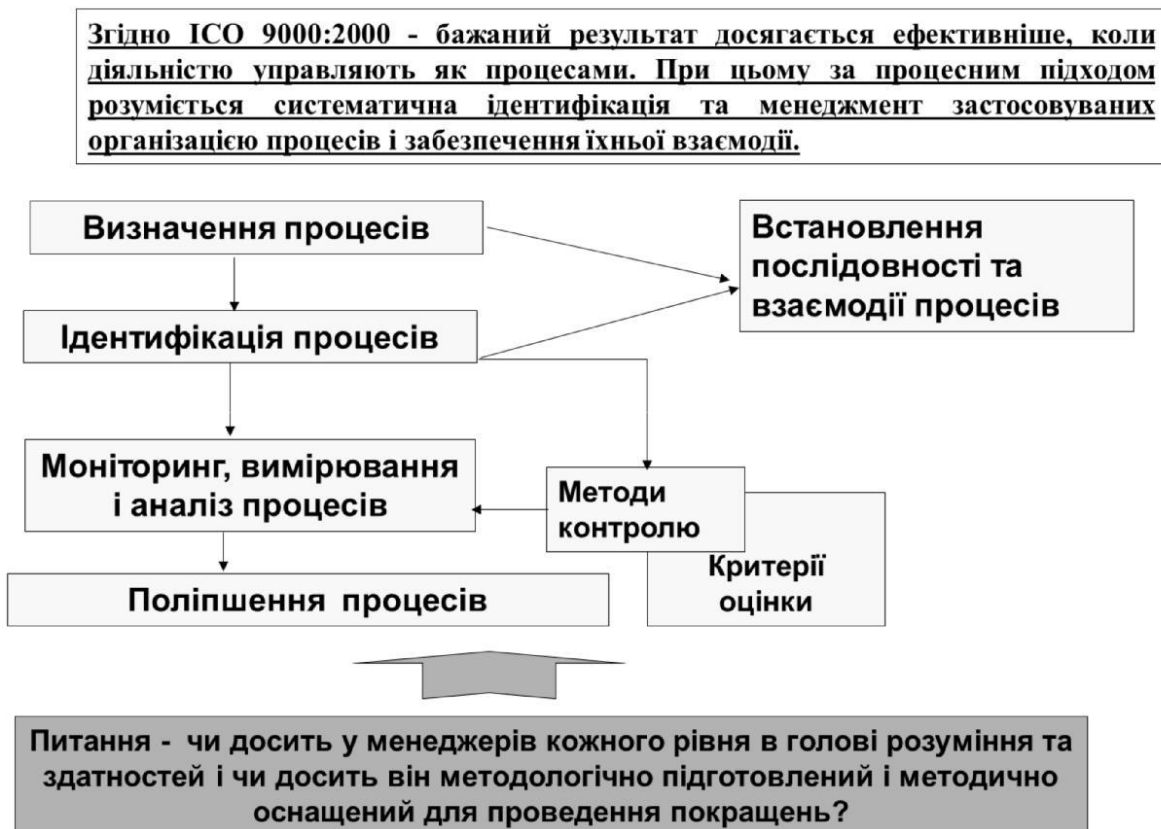 Згідно ІСО 9000:2000 - бажаний результат досягається ефективніше, коли
діяльністю управляють як процесами. При цьому за процесним підходом
розуміється систематична ідентифікація та менеджмент застосовуваних
організацією процесів і забезпечення їхньої взаємодії.
Визначення процесів
Встановлення
послідовності та
взаємодії процесів
Ідентифікація процесів
Моніторинг, вимірювання
і аналіз процесів
Методи
контролю
Критерії
оцінки
Поліпшення процесів
Питання - чи досить у менеджерів кожного рівня в голові розуміння та
здатностей і чи досить він методологічно підготовлений і методично
оснащений для проведення покращень?